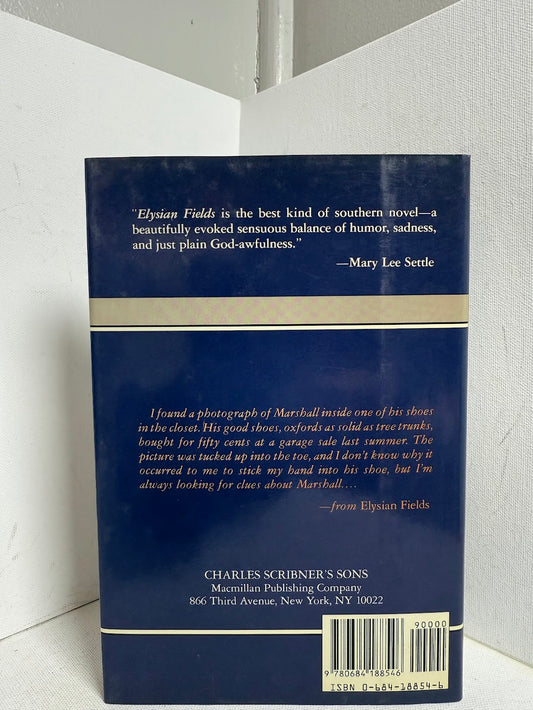 "Elysian Fields is the best kind of southern novel—a
beautifully evoked sensuous balance of humor, sadness,
and just plain God-awfulness."
—Mary Lee Settle
I found a photograph of Marshall inside one of his shoes
in the closet. His good shoes, oxfords as solid as tree trunks,
bought for fifty cents at a garage sale last summer. The
picture was tucked up into the toe, and I don't know why it
occurred to me to stick my hand into his shoe, but I'm
always looking for clues about Marshall....
—from Elysian Fields
CHARLES SCRIBNER'S SONS
Macmillan Publishing Company
866 Third Avenue, New York, NY 10022
90000
9 780684 188546
ISBN 0-684-18854-6